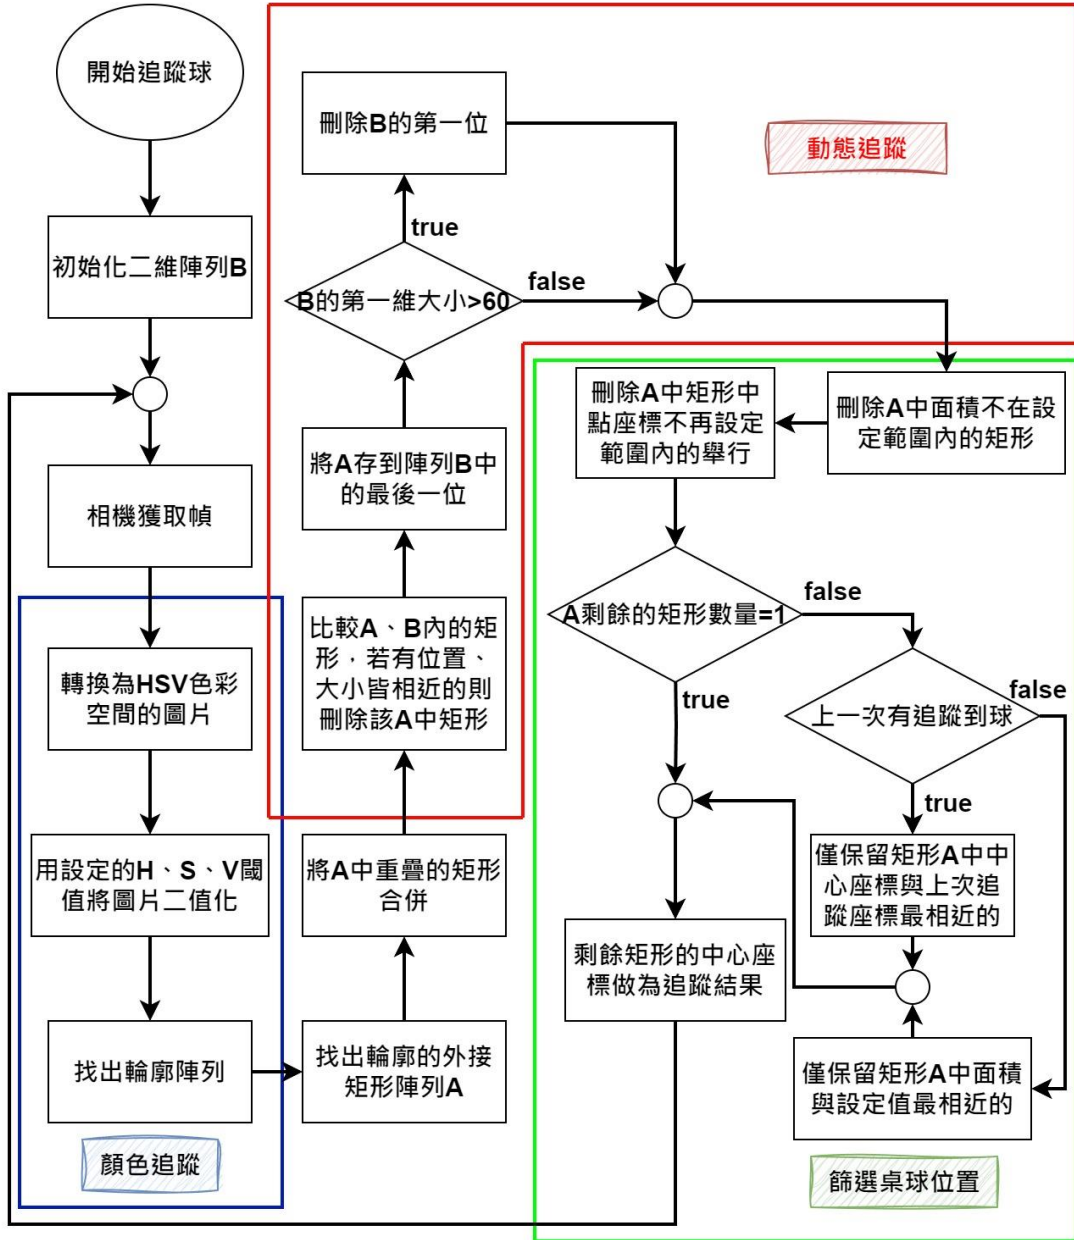 開始追蹤球
初始化二維陣列B
相機獲取幀
轉換為HSV色彩
空間的圖片
用設定的H、S、V閾
值將圖片二值化
找出輪廓陣列
顏色追蹤
找出輪廓的外接
矩形陣列A
將A中重疊的矩形
合併
比較A、B內的矩
形，若有位置、
大小皆相近的則
刪除該A中矩形
將A存到陣列B中
的最後一位
B的第一維大小>60
true
false
刪除B的第一位
動態追蹤
刪除A中面積不在設
定範圍內的矩形
刪除A中矩形中
點座標不再設定
範圍內的舉行
A剩餘的矩形數量=1
false
true
上一次有追蹤到球
false
true
僅保留矩形A中中
心座標與上次追
蹤座標最相近的
僅保留矩形A中面積
與設定值最相近的
剩餘矩形的中心座
標做為追蹤結果
篩選桌球位置